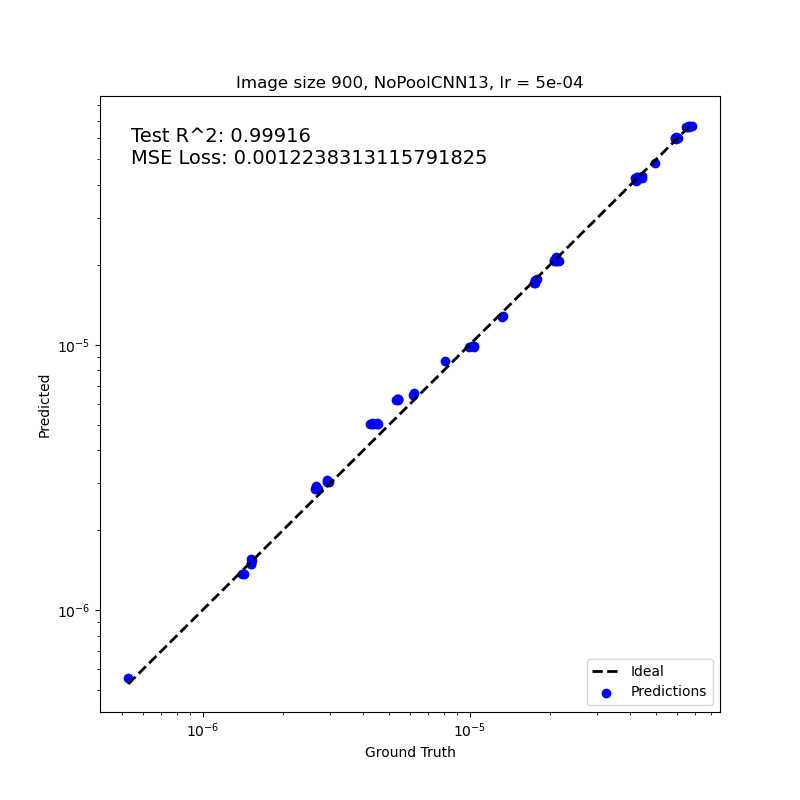 Image size 900, NoPoolCNN13, lr = 5e-04
Test R^2: 0.99916
MSE Loss: 0.0012238313115791825
10⁻⁵
10⁻⁶
Predicted
10⁻⁶
10⁻⁵
Ground Truth
Ideal
Predictions